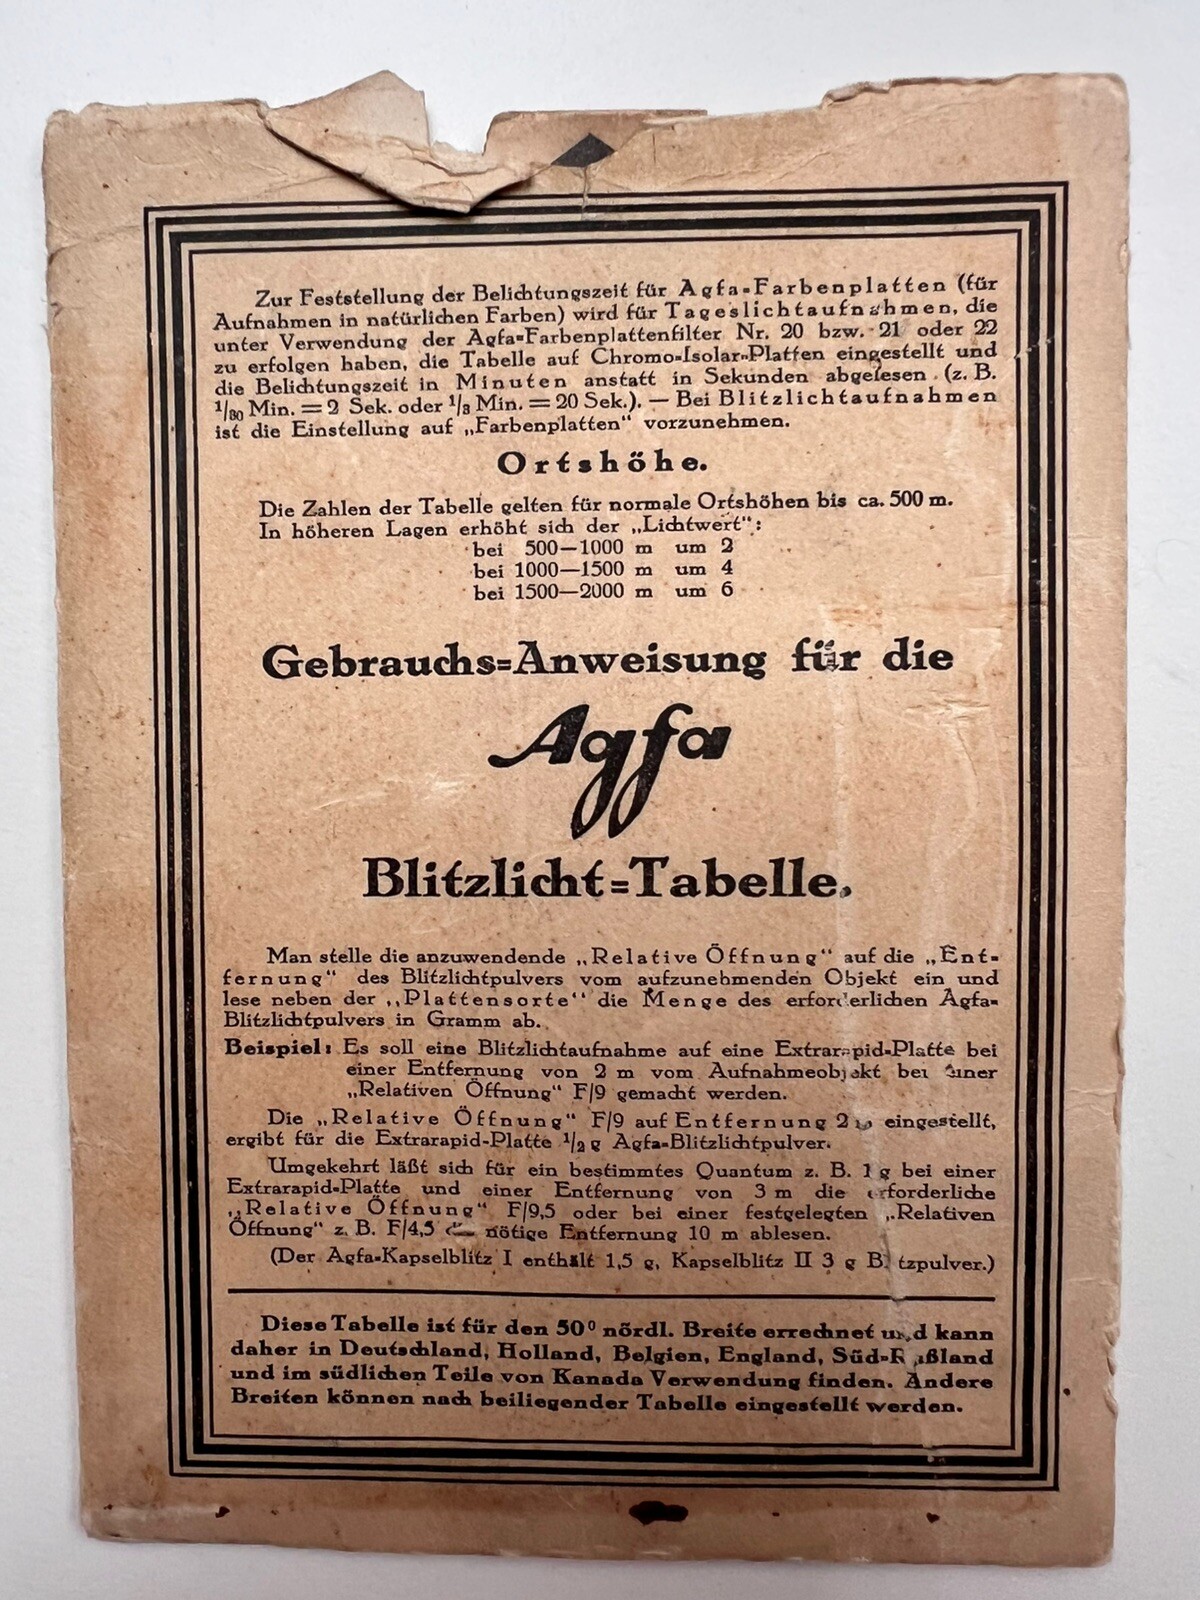 Zur Feststellung der Belichtungszeit für Agfa=Farbenplatten (für
Aufnahmen in natürlichen Farben) wird für Tageslichtaufnahmen, die
unter Verwendung der Agfa=Farbenplattenfilter Nr. 20 bzw. 21 oder 22
zu erfolgen haben, die Tabelle auf Chromo=Isolar=Platten eingestellt und
die Belichtungszeit in Minuten anstatt in Sekunden abgelesen (z. B.
Min. = 2 Sek. oder 1/3 Min. = 20 Sek.). — Bei Blitzlichtaufnahmen
ist die Einstellung auf „Farbenplatten“ vorzunehmen.
Ortshöhe.
Die Zahlen der Tabelle gelten für normale Ortshöhen bis ca. 500 m.
In höheren Lagen erhöht sich der „Lichtwert“:
bei 500—1000 m um 2
bei 1000—1500 m um 4
bei 1500—2000 m um 6
Gebrauchs=Anweisung für die
Agfa
Blitzlicht=Tabelle.
Man stelle die anzuwendende „Relative Öffnung“ auf die „Ent=
fernung“ des Blitzlichtpulvers vom aufzunehmenden Objekt ein und
lese neben der „Plattensorte“ die Menge des erforderlichen Agfa=
Blitzlichtpulvers in Gramm ab.
Beispiel: Es soll eine Blitzlichtaufnahme auf eine Extrarapid=Platte bei
einer Entfernung von 2 m vom Aufnahmeobjekt bei einer
„Relativen Öffnung“ F/9 gemacht werden.
Die „Relative Öffnung“ F/9 auf Entfernung 2 m eingestellt,
ergibt für die Extrarapid-Platte 1/2 g Agfa=Blitzlichtpulver.
Umgekehrt läßt sich für ein bestimmtes Quantum z. B. 1 g bei einer
Extrarapid=Platte und einer Entfernung von 3 m die erforderliche
„Relative Öffnung“ F/9,5 oder bei einer festgelegten „Relativen
Öffnung“ z. B. F/4,5 nötige Entfernung 10 m ablesen.
(Der Agfa=Kapselblitz I enthält 1,5 g, Kapselblitz II 3 g Blitzpulver.)
Diese Tabelle ist für den 50° nördl. Breite errechnet und kann
daher in Deutschland, Holland, Belgien, England, Süd=Rußland
und im südlichen Teile von Kanada Verwendung finden. Andere
Breiten können nach beiliegender Tabelle eingestellt werden.